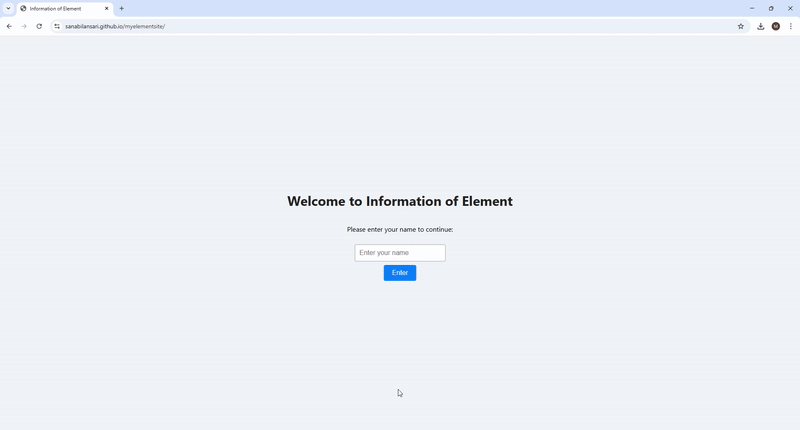 Information of Element
sanabilansari.github.io/myelementsite/
M
Welcome to Information of Element
Please enter your name to continue:
Enter your name
Enter